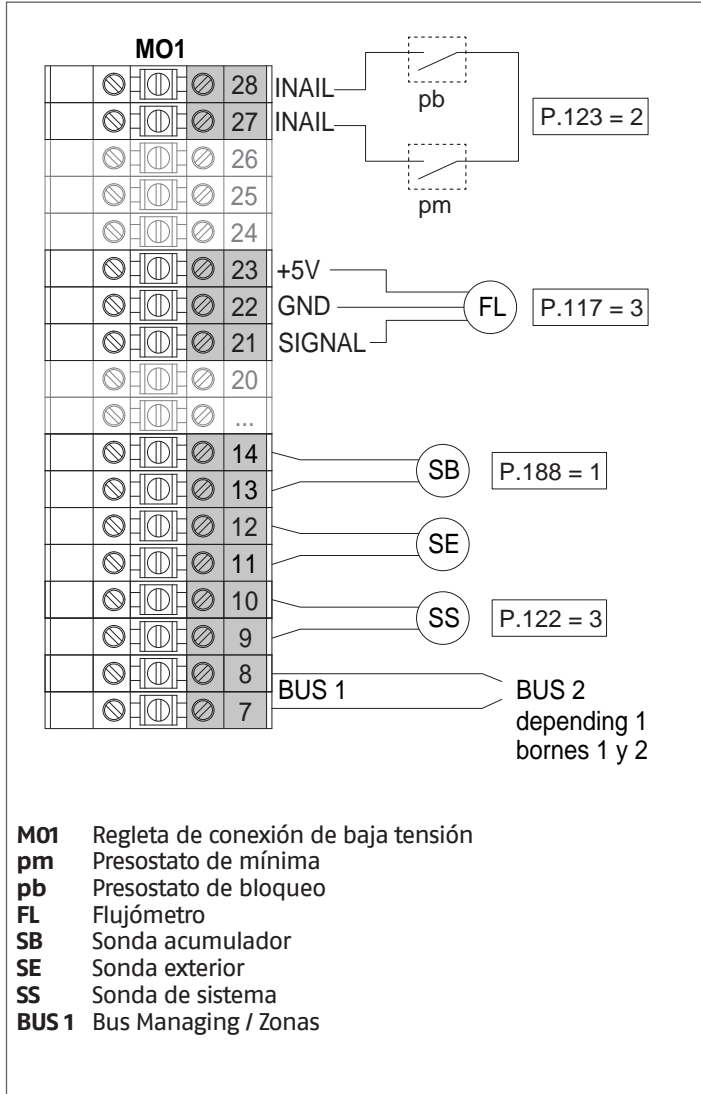 MO1
28 INAIL
pb
27 INAIL
P.123 = 2
26
25
pm
24
23 +5V
22 GND FL P.117 = 3
21 SIGNAL
20
...
14
SB P.188 = 1
13
12
SE
11
10
SS P.122 = 3
9
8
BUS 1 BUS 2
7
depending 1
bornes 1 y 2
M01 Regleta de conexión de baja tensión
pm Presostato de mínima
pb Presostato de bloqueo
FL Flujómetro
SB Sonda acumulador
SE Sonda exterior
SS Sonda de sistema
BUS 1 Bus Managing / Zonas